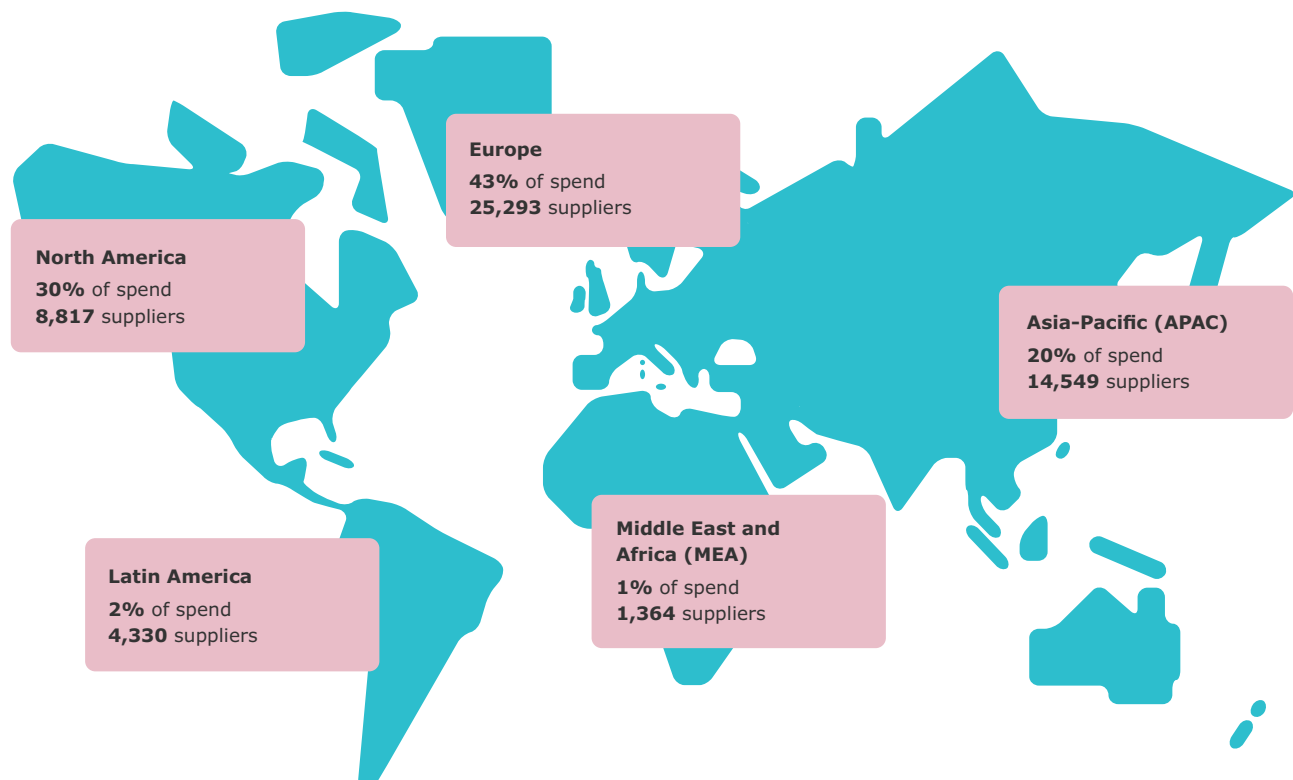 Europe
43% of spend
25,293 suppliers
North America
30% of spend
8,817 suppliers
Asia-Pacific (APAC)
20% of spend
14,549 suppliers
Middle East and
Africa (MEA)
1% of spend
1,364 suppliers
Latin America
2% of spend
4,330 suppliers